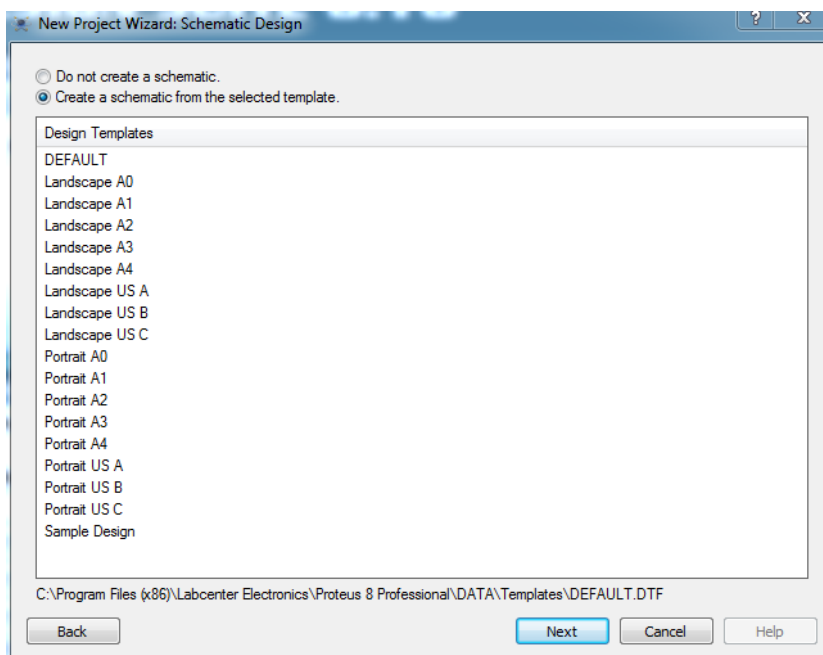 New Project Wizard: Schematic Design
? X
Do not create a schematic.
Create a schematic from the selected template.
Design Templates
DEFAULT
Landscape A0
Landscape A1
Landscape A2
Landscape A3
Landscape A4
Landscape US A
Landscape US B
Landscape US C
Portrait A0
Portrait A1
Portrait A2
Portrait A3
Portrait A4
Portrait US A
Portrait US B
Portrait US C
Sample Design
C:\Program Files (x86)\Labcenter Electronics\Proteus 8 Professional\DATA\Templates\DEFAULT.DTF
Back Next Cancel Help